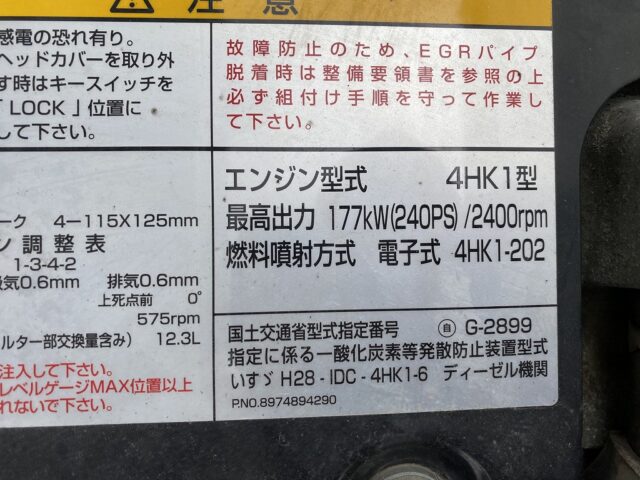 注意
感電の恐れ有り。
ヘッドカバーを取り外
す時はキースイッチを
「LOCK」位置に
して下さい。
故障防止のため、EGRパイプ
脱着時は整備要領書を参照の上
必ず組付け手順を守って作業し
て下さい。
ーク 4－115X125mm
ン調整表
1-3-4-2
吸気0.6mm 排気0.6mm
上死点前 0°
575rpm
ルター部交換量含み) 12.3L
注入して下さい。
レベルゲージMAX位置以上
れないで下さい。
エンジン型式 4HK1型
最高出力 177kW(240PS)/2400rpm
燃料噴射方式 電子式 4HK1-202
国土交通省型式指定番号 自 G-2899
指定に係る一酸化炭素等発散防止装置型式
いすゞ H28 - IDC - 4HK1-6 ディーゼル機関
P.NO.8974894290